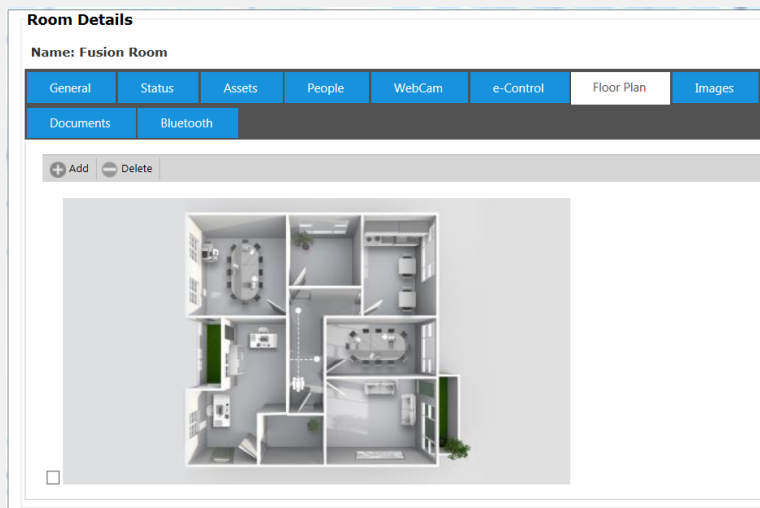 Room Details
Name: Fusion Room
General Status Assets People WebCam e-Control Floor Plan Images
Documents Bluetooth
Add Delete